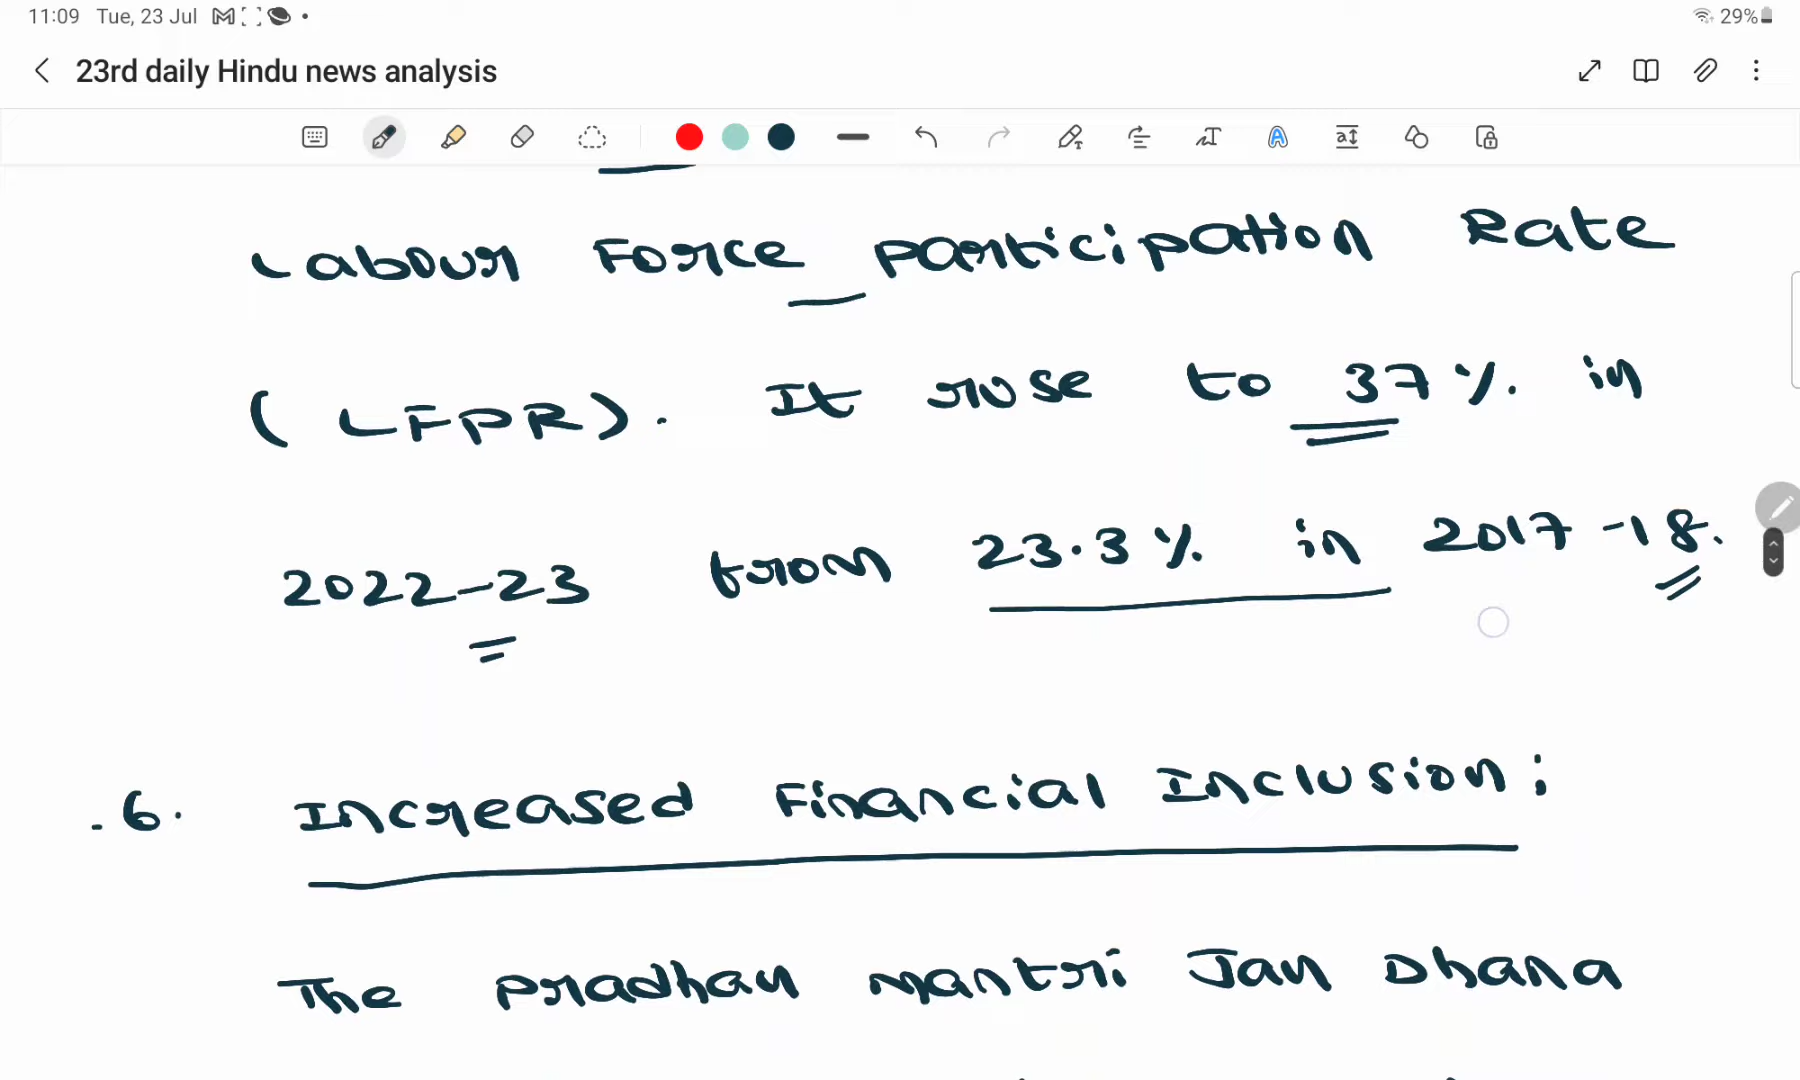 11:09 Tue, 23 Jul 29%
23rd daily Hindu news analysis
Labour Force participation Rate
(LFPR). It rose to 37%. in
2022-23 from 23.3% in 2017-18.
6. Increased Financial Inclusion:
The Pradhan mantri Jan Dhana